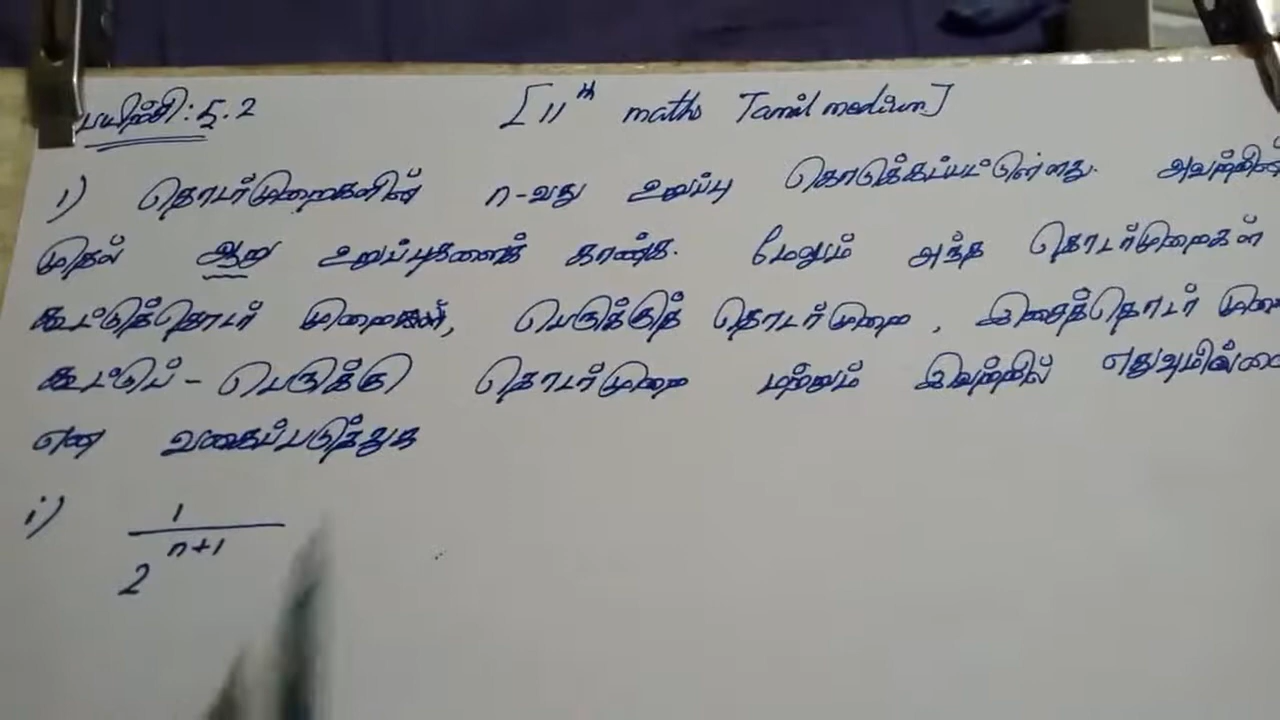 பயிற்சி: 5.2 [11th maths Tamil medium]
1) தொடர்முறைகளின் n-வது உறுப்பு கொடுக்கப்பட்டுள்ளது. அவற்றின்
முதல் ஆறு உறுப்புகளைக் காண்க. மேலும் அந்த தொடர்முறைகள்
கூட்டுத்தொடர் முறைகள், பெருக்குத் தொடர்முறை, இசைத்தொடர்
கூட்டுப் - பெருக்கு தொடர்முறை மற்றும் இவற்றில்
என வகைப்படுத்துக
i) 1
n+1
2